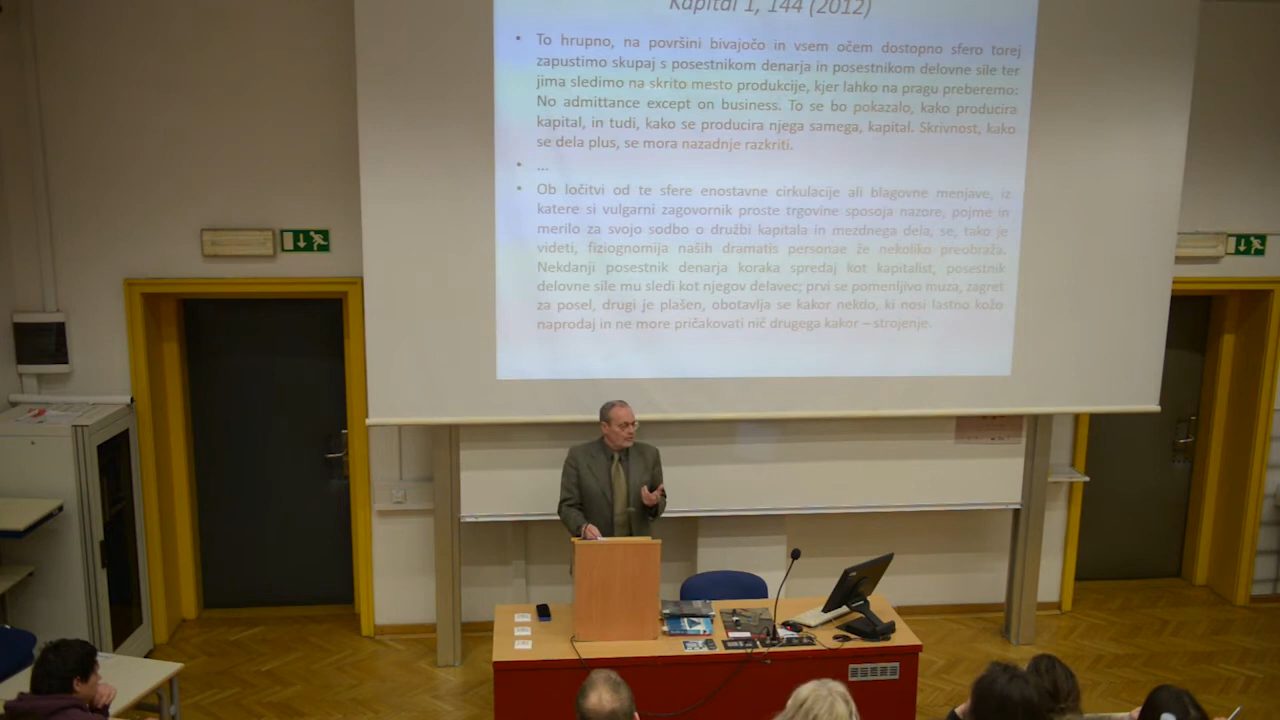 Kapital 1, 144 (2012)
• To hrupno, na površini bivajočo in vsem očem dostopno sfero torej
zapustimo skupaj s posestnikom denarja in posestnikom delovne sile ter
jima sledimo na skrito mesto produkcije, kjer lahko na pragu preberemo:
No admittance except on business. To se bo pokazalo, kako producira
kapital, in tudi, kako se producira njega samega, kapital. Skrivnost, kako
se dela plus, se mora nazadnje razkriti.
• ...
• Ob ločitvi od te sfere enostavne cirkulacije ali blagovne menjave, iz
katere si vulgarni zagovornik proste trgovine sposoja nazore, pojme in
merilo za svojo sodbo o družbi kapitala in mezdnega dela, se, tako je
videti, fiziognomija naših dramatis personae že nekoliko preobraža.
Nekdanji posestnik denarja koraka spredaj kot kapitalist, posestnik
delovne sile mu sledi kot njegov delavec; prvi se pomenljivo muza, zagret
za posel, drugi je plašen, obotavlja se kakor nekdo, ki nosi lastno kožo
naprodaj in ne more pričakovati nič drugega kakor – strojenje.